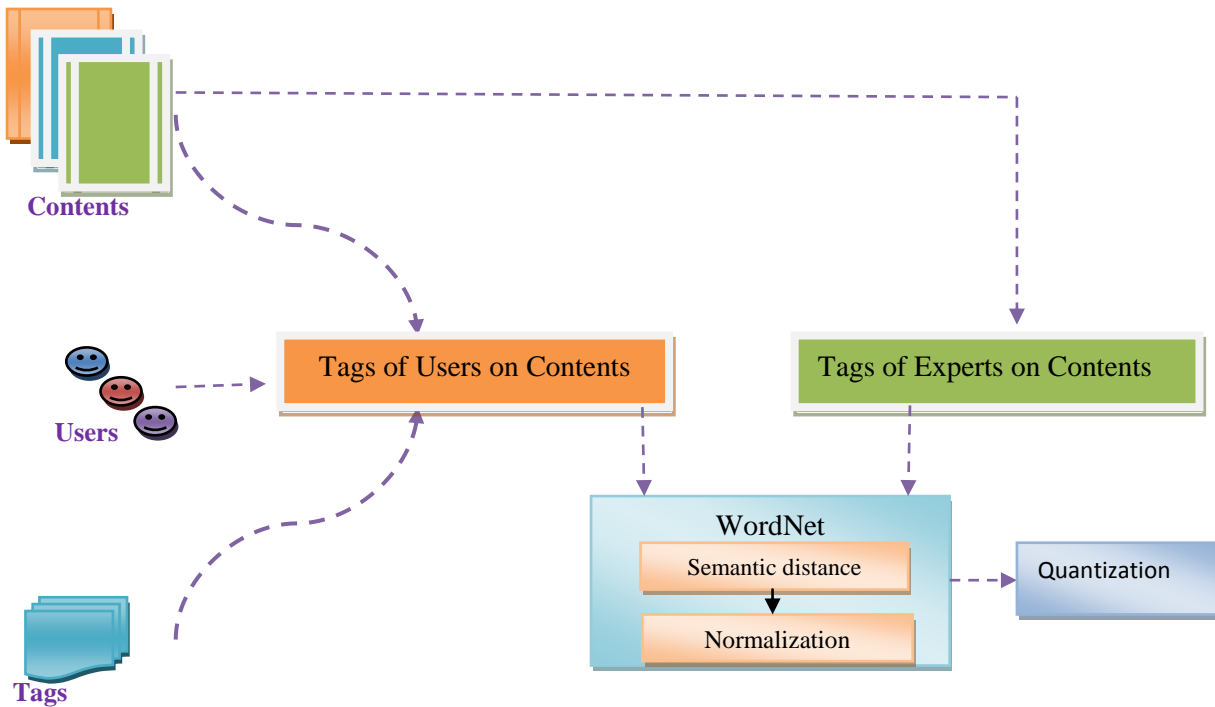 Contents
Tags of Users on Contents
Tags of Experts on Contents
Users
WordNet
Semantic distance
Normalization
Quantization
Tags